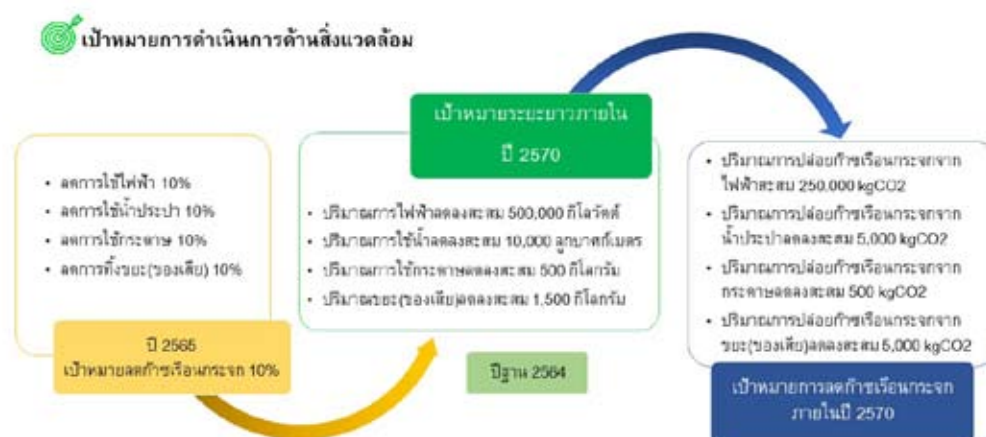 เป้าหมายการดำเนินการด้านสิ่งแวดล้อม
• ลดการใช้ไฟฟ้า 10%
• ลดการใช้น้ำประปา 10%
• ลดการใช้กระดาษ 10%
• ลดการทิ้งขยะ(ของเสีย) 10%
ปี 2565
เป้าหมายลดก๊าซเรือนกระจก 10%
เป้าหมายระยะยาวภายใน
ปี 2570
• ปริมาณการไฟฟ้าลดลงสะสม 500,000 กิโลวัตต์
• ปริมาณการใช้น้ำลดลงสะสม 10,000 ลูกบาศก์เมตร
• ปริมาณการใช้กระดาษลดลงสะสม 500 กิโลกรัม
• ปริมาณขยะ(ของเสีย)ลดลงสะสม 1,500 กิโลกรัม
ปีฐาน 2564
• ปริมาณการปล่อยก๊าซเรือนกระจกจาก
ไฟฟ้าสะสม 250,000 kgCO2
• ปริมาณการปล่อยก๊าซเรือนกระจกจาก
น้ำประปาลดลงสะสม 5,000 kgCO2
• ปริมาณการปล่อยก๊าซเรือนกระจกจาก
กระดาษลดลงสะสม 500 kgCO2
• ปริมาณการปล่อยก๊าซเรือนกระจกจาก
ขยะ(ของเสีย)ลดลงสะสม 5,000 kgCO2
เป้าหมายการลดก๊าซเรือนกระจก
ภายในปี 2570